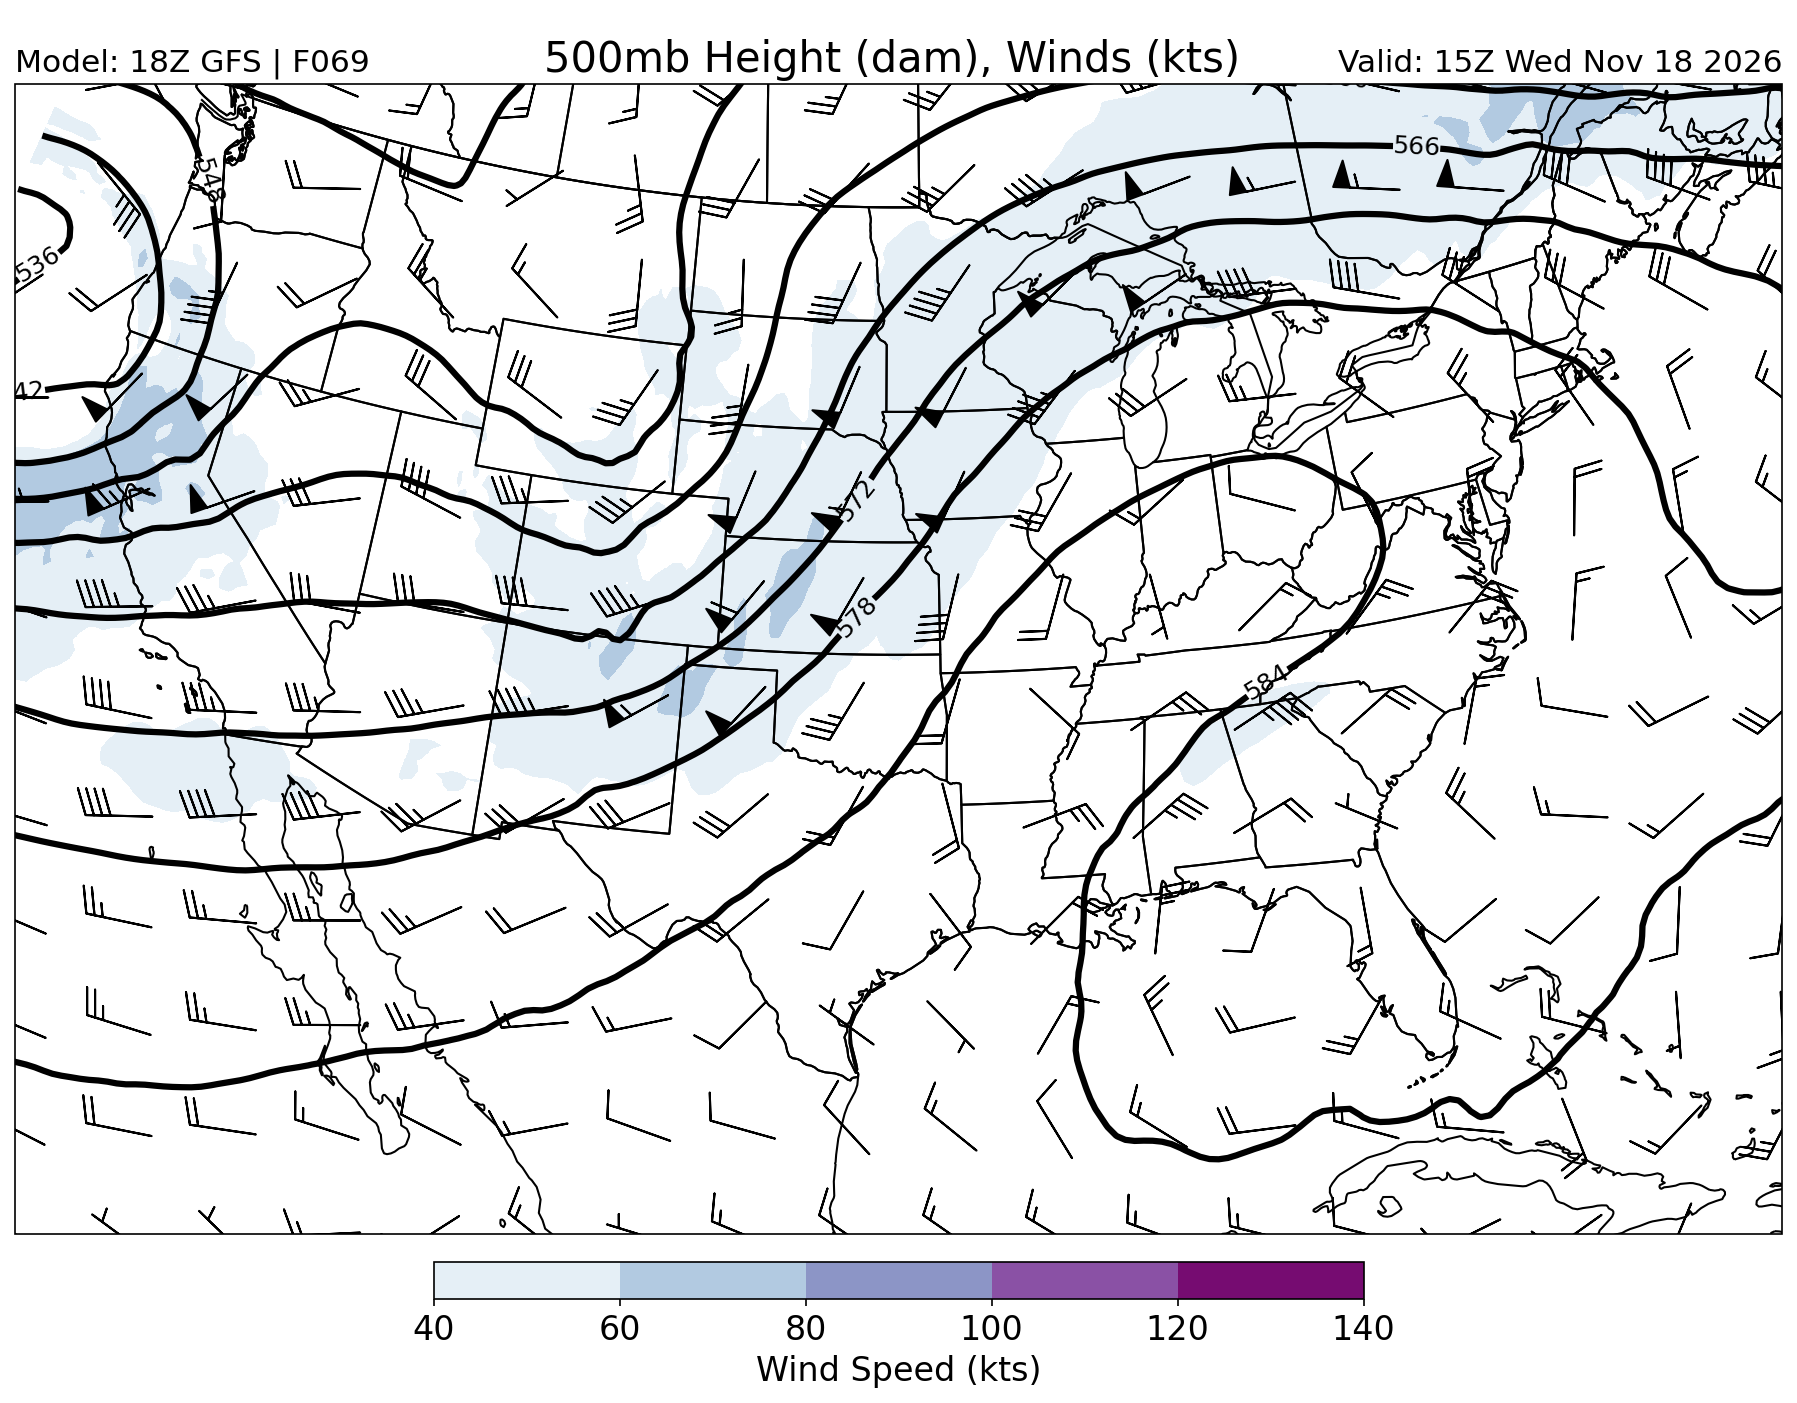 Model: 18Z GFS | F069
500mb Height (dam), Winds (kts)
Valid: 15Z Wed Nov 18 2026
566
548
536
42
572
578
584
40 60 80 100 120 140
Wind Speed (kts)